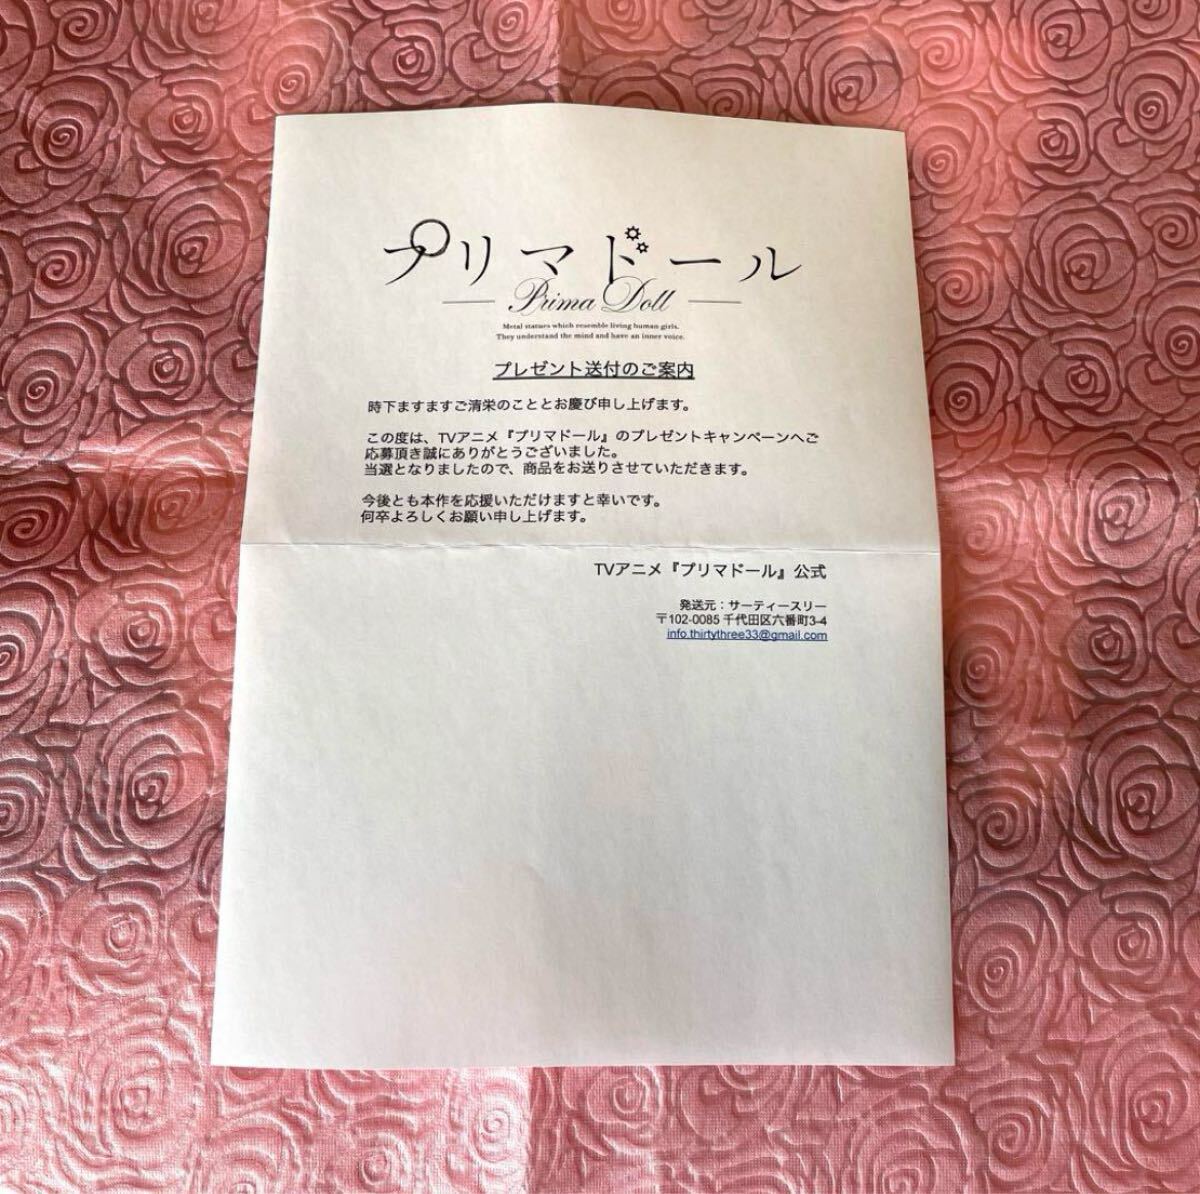 プリマドール
Prima Doll
Metal statues which resemble living human girls.
They understand the mind and have an inner voice.
プレゼント送付のご案内
時下ますますご清栄のこととお慶び申し上げます。
この度は、TVアニメ『プリマドール』のプレゼントキャンペーンへご
応募頂き誠にありがとうございました。
当選となりましたので、商品をお送りさせていただきます。
今後とも本作を応援いただけますと幸いです。
何卒よろしくお願い申し上げます。
TVアニメ『プリマドール』公式
発送元：サーティースリー
〒102-0085 千代田区六番町3-4
info.thirtythree33@gmail.com